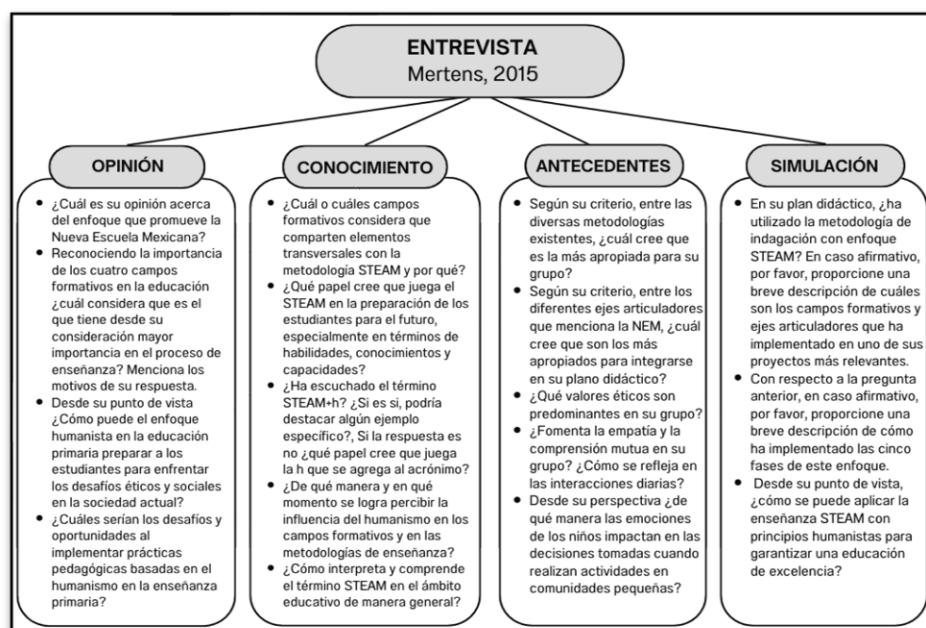 ENTREVISTA
Mertens, 2015
OPINIÓN
• ¿Cuál es su opinión acerca
del enfoque que promueve la
Nueva Escuela Mexicana?
• Reconociendo la importancia
de los cuatro campos
formativos en la educación
¿cuál considera que es el
que tiene desde su
consideración mayor
importancia en el proceso de
enseñanza? Menciona los
motivos de su respuesta.
• Desde su punto de vista
¿Cómo puede el enfoque
humanista en la educación
primaria preparar a los
estudiantes para enfrentar
los desafíos éticos y sociales
en la sociedad actual?
• ¿Cuáles serían los desafíos y
oportunidades al
implementar prácticas
pedagógicas basadas en el
humanismo en la enseñanza
primaria?
CONOCIMIENTO
• ¿Cuál o cuáles campos
formativos considera que
comparten elementos
transversales con la
metodología STEAM y por qué?
• ¿Qué papel cree que juega el
STEAM en la preparación de los
estudiantes para el futuro,
especialmente en términos de
habilidades, conocimientos y
capacidades?
• ¿Ha escuchado el término
STEAM+h? ¿Si es si, podría
destacar algún ejemplo
específico?, Si la respuesta es
no ¿qué papel cree que juega
la h que se agrega al acrónimo?
• ¿De qué manera y en qué
momento se logra percibir la
influencia del humanismo en los
campos formativos y en las
metodologías de enseñanza?
• ¿Cómo interpreta y comprende
el término STEAM en el ámbito
educativo de manera general?
ANTECEDENTES
• Según su criterio, entre las
diversas metodologías
existentes, ¿cuál cree que
es la más apropiada para su
grupo?
• Según su criterio, entre los
diferentes ejes articuladores
que menciona la NEM, ¿cuál
cree que son los más
apropiados para integrarse
en su plano didáctico?
• ¿Qué valores éticos son
predominantes en su grupo?
• ¿Fomenta la empatía y la
comprensión mutua en su
grupo? ¿Cómo se refleja en
las interacciones diarias?
• Desde su perspectiva ¿de
qué manera las emociones
de los niños impactan en las
decisiones tomadas cuando
realizan actividades en
comunidades pequeñas?
SIMULACIÓN
• En su plan didáctico, ¿ha
utilizado la metodología de
indagación con enfoque
STEAM? En caso afirmativo,
por favor, proporcione una
breve descripción de cuáles
son los campos formativos y
ejes articuladores que ha
implementado en uno de sus
proyectos más relevantes.
• Con respecto a la pregunta
anterior, en caso afirmativo,
por favor, proporcione una
breve descripción de cómo
ha implementado las cinco
fases de este enfoque.
• Desde su punto de vista,
¿cómo se puede aplicar la
enseñanza STEAM con
principios humanistas para
garantizar una educación
de excelencia?